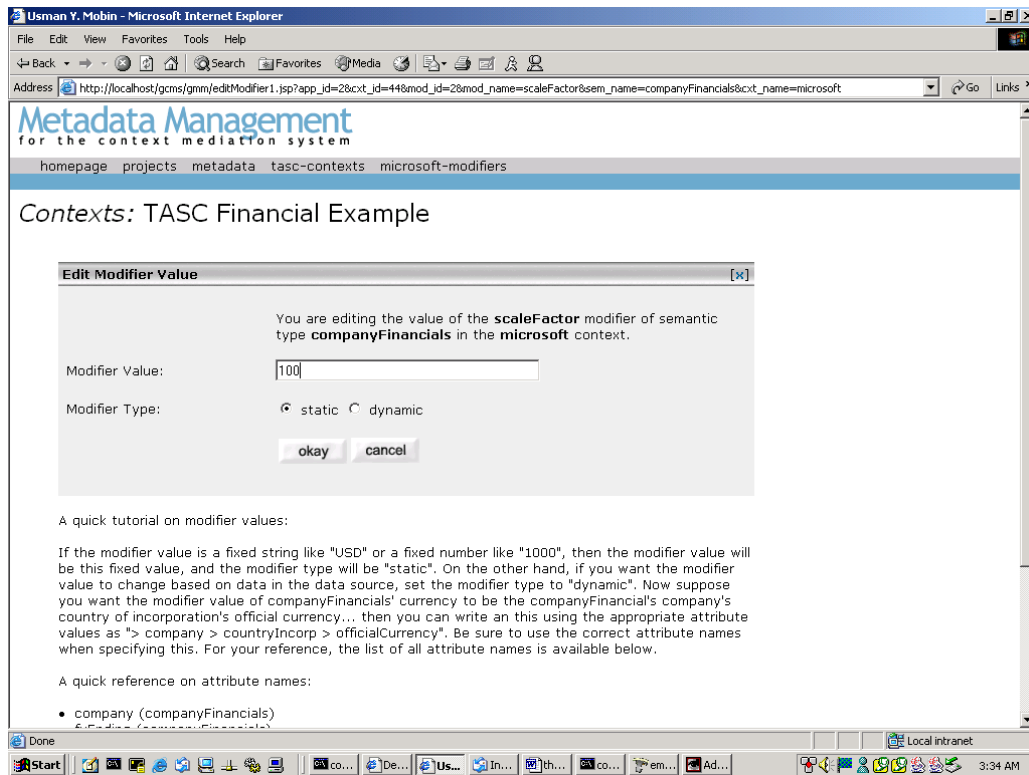 Usman Y. Mobin - Microsoft Internet Explorer
File Edit View Favorites Tools Help
Back Search Favorites Media
Address http://localhost/gcms/gmm/editModifier1.jsp?app_id=2&cxt_id=44&mod_id=2&mod_name=scaleFactor&sem_name=companyFinancials&cxt_name=microsoft Go Links
Metadata Management
for the context mediation system
homepage projects metadata tasc-contexts microsoft-modifiers
Contexts: TASC Financial Example
Edit Modifier Value [x]
You are editing the value of the scaleFactor modifier of semantic
type companyFinancials in the microsoft context.
Modifier Value: 100
Modifier Type: static dynamic
okay cancel
A quick tutorial on modifier values:
If the modifier value is a fixed string like "USD" or a fixed number like "1000", then the modifier value will
be this fixed value, and the modifier type will be "static". On the other hand, if you want the modifier
value to change based on data in the data source, set the modifier type to "dynamic". Now suppose
you want the modifier value of companyFinancials' currency to be the companyFinancial's company's
country of incorporation's official currency... then you can write an this using the appropriate attribute
values as "> company > countryIncorp > officialCurrency". Be sure to use the correct attribute names
when specifying this. For your reference, the list of all attribute names is available below.
A quick reference on attribute names:
• company (companyFinancials)
Done Local intranet
Start co... De... Us... In... th... co... em... Ad... 3:34 AM